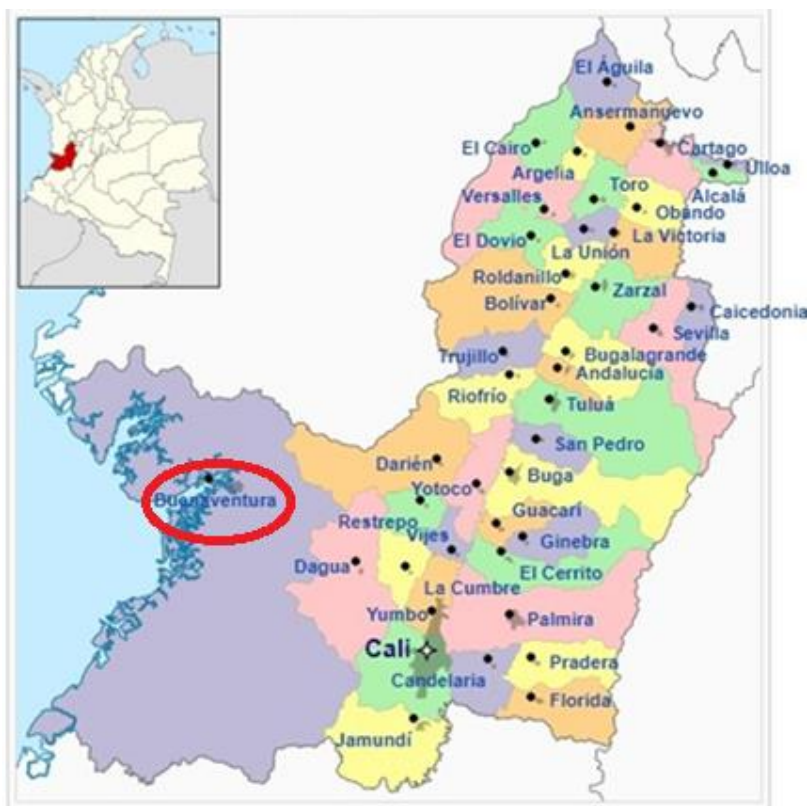 El Águila
Ansermanuevo
El Cairo
Cartago
Argelia
Ulloa
Toro
Alcalá
Versalles
Obando
El Dovio
La Victoria
La Unión
Roldanillo
Zarzal
Bolívar
Caicedonia
Sevilla
Trujillo
Bugalagrande
Andalucía
Riofrío
Tuluá
San Pedro
Darién
Buga
Yotoco
Buenaventura
Guacarí
Restrepo
Vijes
Ginebra
Dagua
El Cerrito
La Cumbre
Yumbo
Palmira
Cali
Pradera
Candelaria
Florida
Jamundí